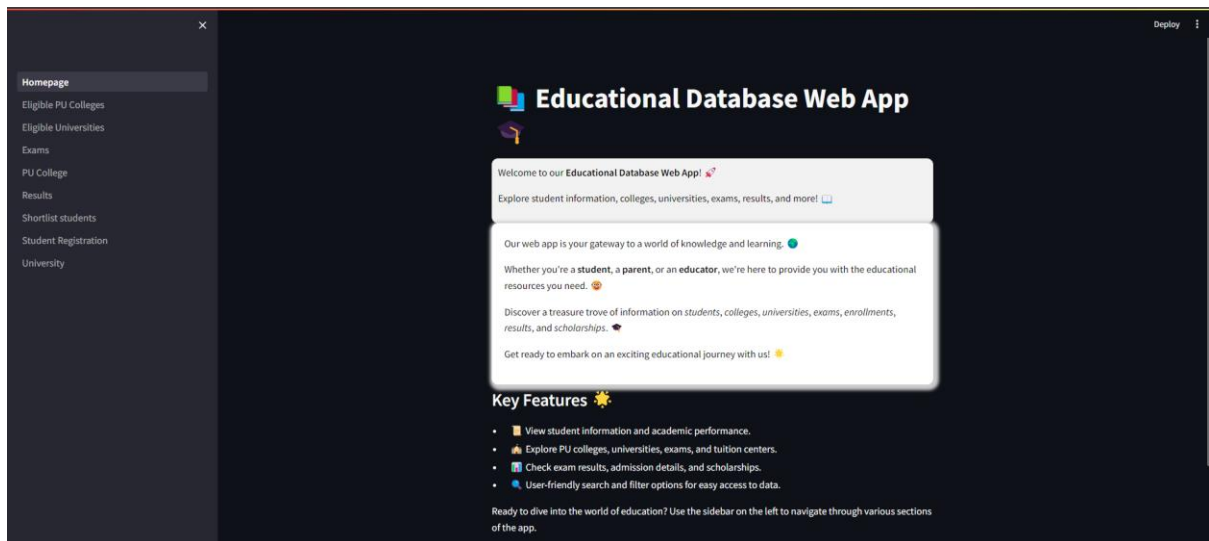 Deploy
Homepage
Eligible PU Colleges
Eligible Universities
Exams
PU College
Results
Shortlist students
Student Registration
University
Educational Database Web App
Welcome to our Educational Database Web App!
Explore student information, colleges, universities, exams, results, and more!
Our web app is your gateway to a world of knowledge and learning.
Whether you're a student, a parent, or an educator, we're here to provide you with the educational
resources you need.
Discover a treasure trove of information on students, colleges, universities, exams, enrollments,
results, and scholarships.
Get ready to embark on an exciting educational journey with us!
Key Features
• View student information and academic performance.
• Explore PU colleges, universities, exams, and tuition centers.
• Check exam results, admission details, and scholarships.
• User-friendly search and filter options for easy access to data.
Ready to dive into the world of education? Use the sidebar on the left to navigate through various sections
of the app.